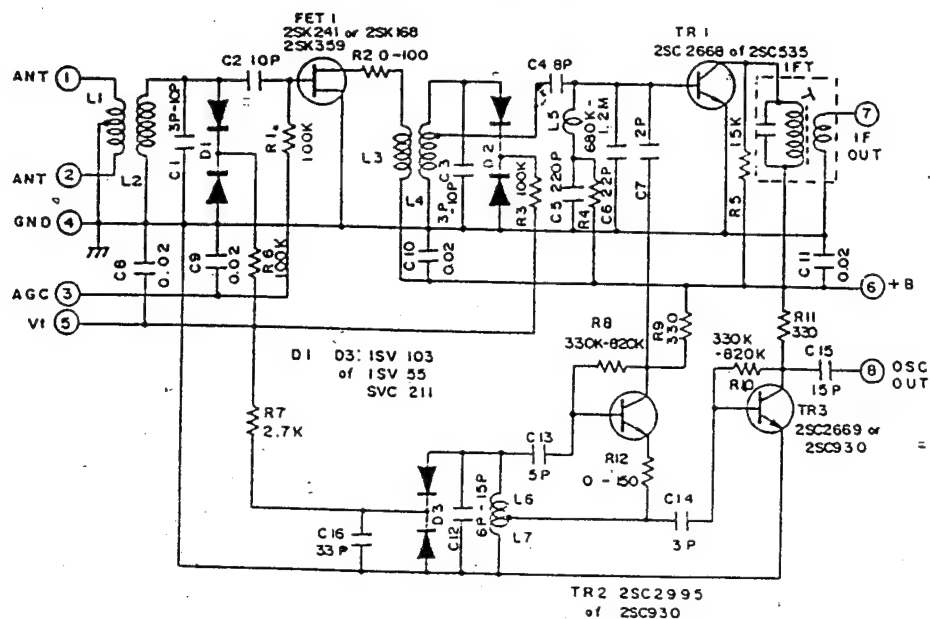 FET 1
2SK241 or 2SK168
2SK359
R2 0-100
C2 10P
ANT 1
L1
L2
3P-10P
C1
D1
R1
100K
L3
L4
C3
3P-10P
D2
R3 100K
C4 8P
L5
680K-1.2M
C5 220P
R4
C6 22P
2P
C7
TR 1
2SC2668 of 2SC535
IFT
15K
R5
7
IF
OUT
ANT 2
GND 4
C8
0.02
C9
0.02
R6
100K
C10
0.02
C11
0.02
AGC 3
6 +B
Vt 5
D1 D3: 1SV 103
of 1SV 55
SVC 211
R8
330K-820K
R9
330
R11
330
330K
-820K
R10
C15
15P
8 OSC
OUT
TR3
2SC2669 or
2SC930
R7
2.7K
C13
5P
R12
0-150
C14
3P
D3
C12
6P-15P
L6
L7
C16
33P
TR2 2SC2995
of 2SC930